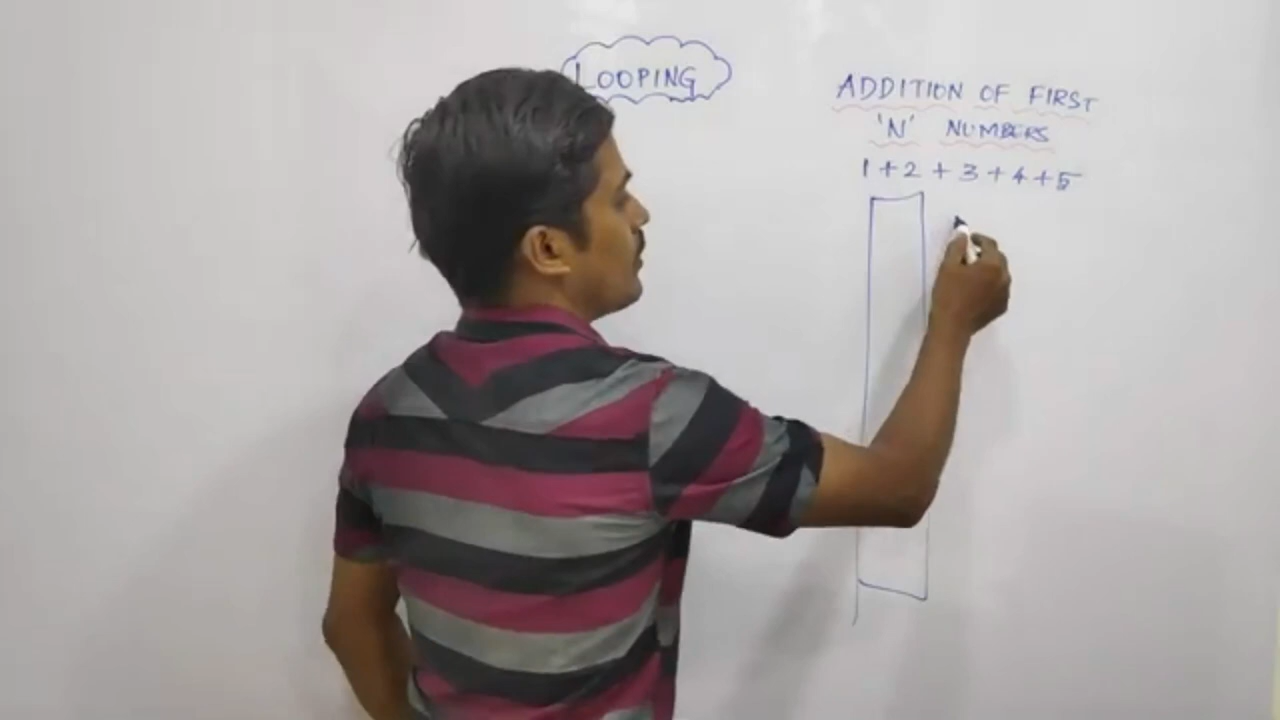 LOOPING
ADDITION OF FIRST
'N' NUMBERS
1 + 2 + 3 + 4 + 5